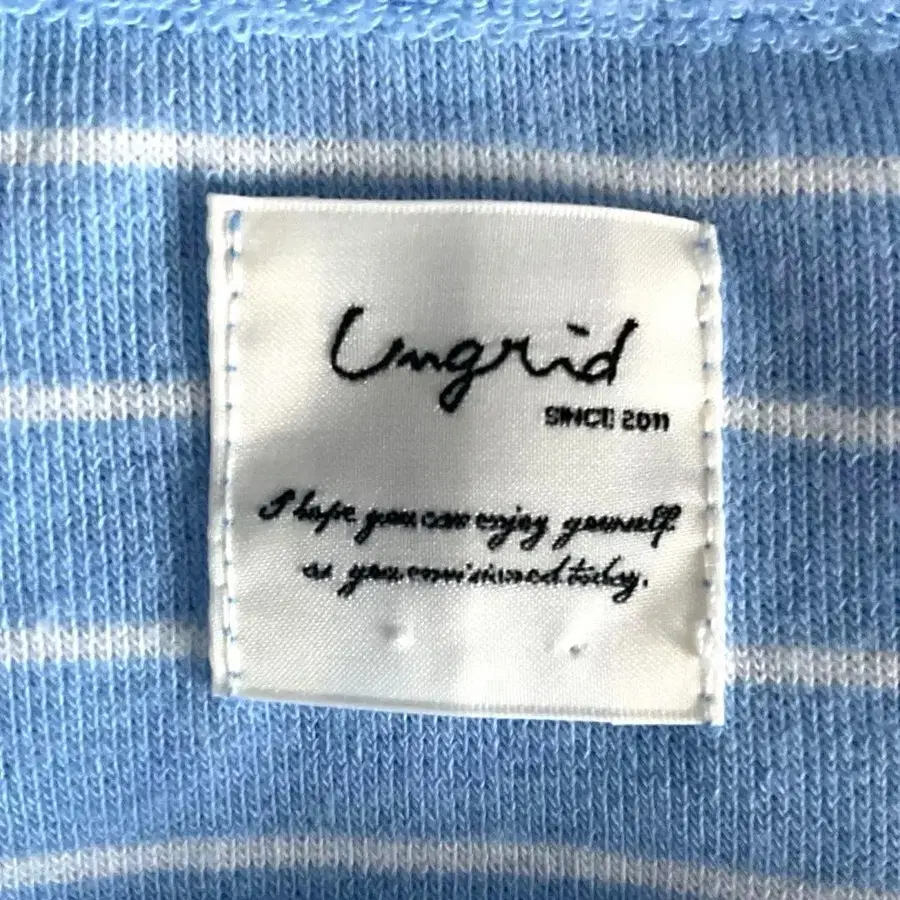 Ungrid
SINCE 2011
I hope you can enjoy yourself
as you envisioned today.